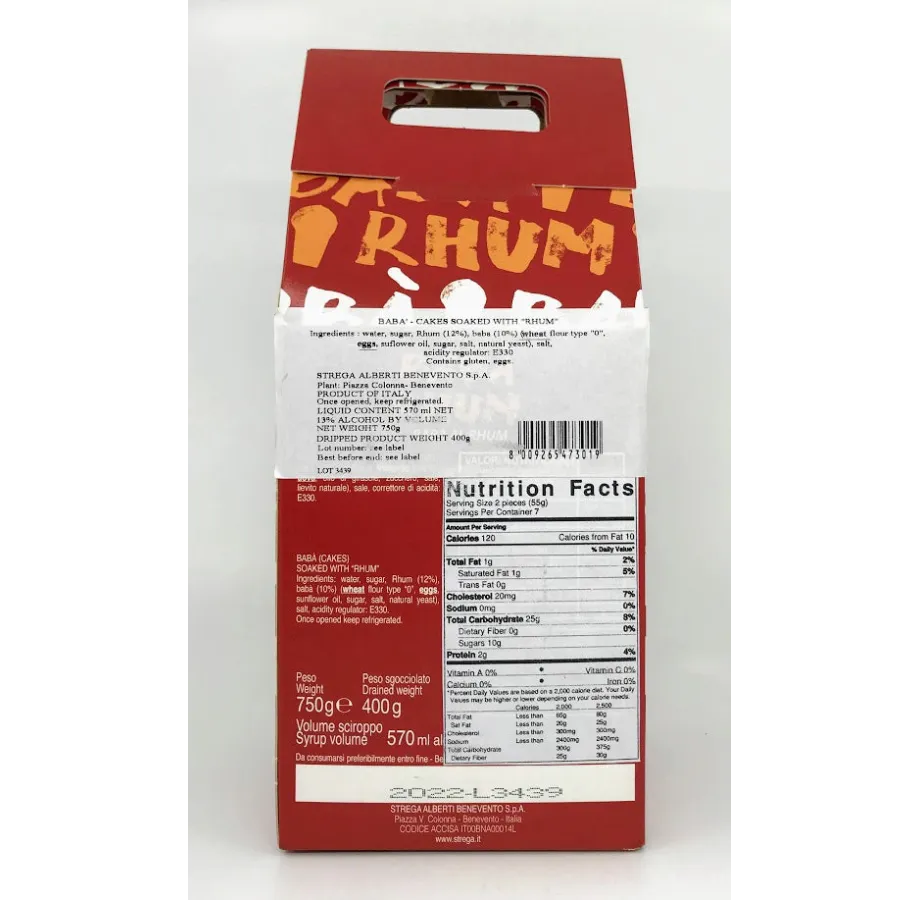 RHUM
BABA' - CAKES SOAKED WITH "RHUM"
Ingredients : water, sugar, Rhum (12%), baba (10%) (wheat flour type "0",
eggs, suflower oil, sugar, salt, natural yeast), salt,
acidity regulator: E330
Contains gluten, eggs.
STREGA ALBERTI BENEVENTO S.p.A.
Plant: Piazza Colonna- Benevento
PRODUCT OF ITALY
Once opened, keep refrigerated.
LIQUID CONTENT 570 ml NET
13% ALCOHOL BY VOLUME
NET WEIGHT 750g
DRIPPED PRODUCT WEIGHT 400g
Lot number: see label
Best before end: see label
LOT 3439
8 009265 473019
lievito naturale), sale, correttore di acidità:
E330.
BABÀ (CAKES)
SOAKED WITH "RHUM"
Ingredients: water, sugar, Rhum (12%),
babà (10%) (wheat flour type "0", eggs,
sunflower oil, sugar, salt, natural yeast),
salt, acidity regulator: E330.
Once opened keep refrigerated.
Peso
Weight
750g e
Peso sgocciolato
Drained weight
400 g
Volume sciroppo
Syrup volume 570 ml al
Da consumarsi preferibilmente entro fine - Be
Nutrition Facts
Serving Size 2 pieces (55g)
Servings Per Container 7
Amount Per Serving
Calories 120 Calories from Fat 10
% Daily Value*
Total Fat 1g 2%
Saturated Fat 1g 5%
Trans Fat 0g
Cholesterol 20mg 7%
Sodium 0mg 0%
Total Carbohydrate 25g 8%
Dietary Fiber 0g 0%
Sugars 10g
Protein 2g 4%
Vitamin A 0% • Vitamin C 0%
Calcium 0% • Iron 0%
*Percent Daily Values are based on a 2,000 calorie diet. Your Daily
Values may be higher or lower depending on your calorie needs:
Calories 2,000 2,500
Total Fat Less than 65g 80g
Sat Fat Less than 20g 25g
Cholesterol Less than 300mg 300mg
Sodium Less than 2400mg 2400mg
Total Carbohydrate 300g 375g
Dietary Fiber 25g 30g
2022-L3439
STREGA ALBERTI BENEVENTO S.p.A.
Piazza V. Colonna - Benevento - Italia
CODICE ACCISA IT00BNA00014L
www.strega.it